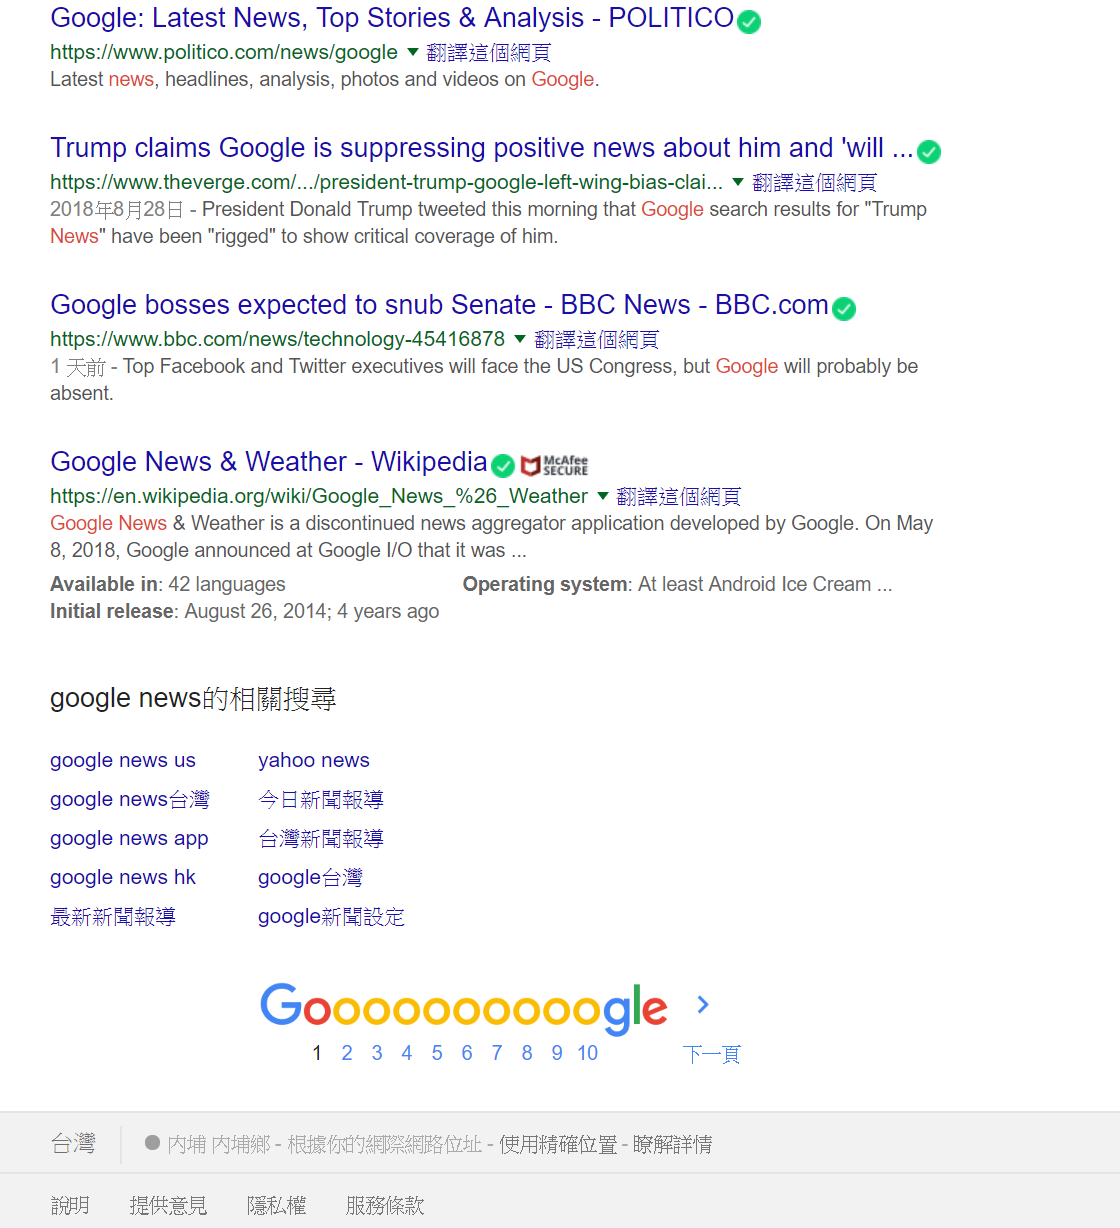 Google: Latest News, Top Stories & Analysis - POLITICO
https://www.politico.com/news/google ▼ 翻譯這個網頁
Latest news, headlines, analysis, photos and videos on Google.
Trump claims Google is suppressing positive news about him and 'will ...
https://www.theverge.com/.../president-trump-google-left-wing-bias-clai... ▼ 翻譯這個網頁
2018年8月28日 - President Donald Trump tweeted this morning that Google search results for "Trump
News" have been "rigged" to show critical coverage of him.
Google bosses expected to snub Senate - BBC News - BBC.com
https://www.bbc.com/news/technology-45416878 ▼ 翻譯這個網頁
1 天前 - Top Facebook and Twitter executives will face the US Congress, but Google will probably be
absent.
Google News & Weather - Wikipedia McAfee SECURE
https://en.wikipedia.org/wiki/Google_News_%26_Weather ▼ 翻譯這個網頁
Google News & Weather is a discontinued news aggregator application developed by Google. On May
8, 2018, Google announced at Google I/O that it was ...
Available in: 42 languages Operating system: At least Android Ice Cream ...
Initial release: August 26, 2014; 4 years ago
google news的相關搜尋
google news us yahoo news
google news台灣 今日新聞報導
google news app 台灣新聞報導
google news hk google台灣
最新新聞報導 google新聞設定
Goooooooooogle >
1 2 3 4 5 6 7 8 9 10 下一頁
台灣 ● 內埔 內埔鄉 - 根據你的網際網路位址 - 使用精確位置 - 瞭解詳情
說明 提供意見 隱私權 服務條款